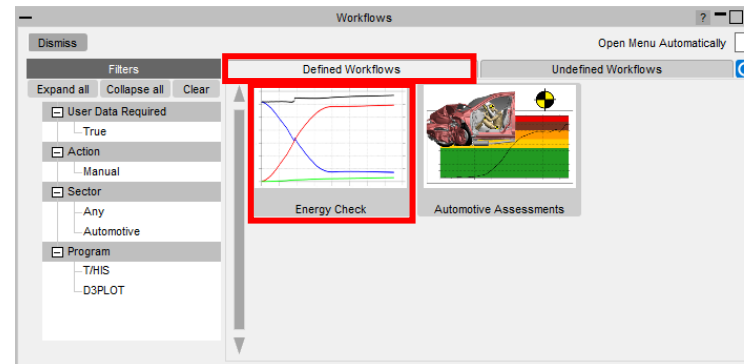 Workflows
?
Dismiss
Open Menu Automatically
Filters
Defined Workflows
Undefined Workflows
Expand all Collapse all Clear
User Data Required
True
Action
Manual
Sector
Any
Automotive
Program
T/HIS
D3PLOT
Energy Check
Automotive Assessments